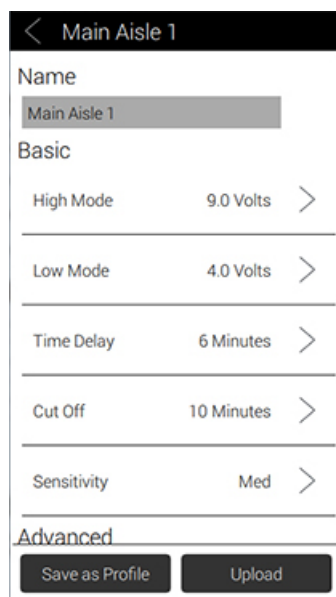 Main Aisle 1
Name
Main Aisle 1
Basic
High Mode 9.0 Volts
Low Mode 4.0 Volts
Time Delay 6 Minutes
Cut Off 10 Minutes
Sensitivity Med
Advanced
Save as Profile Upload